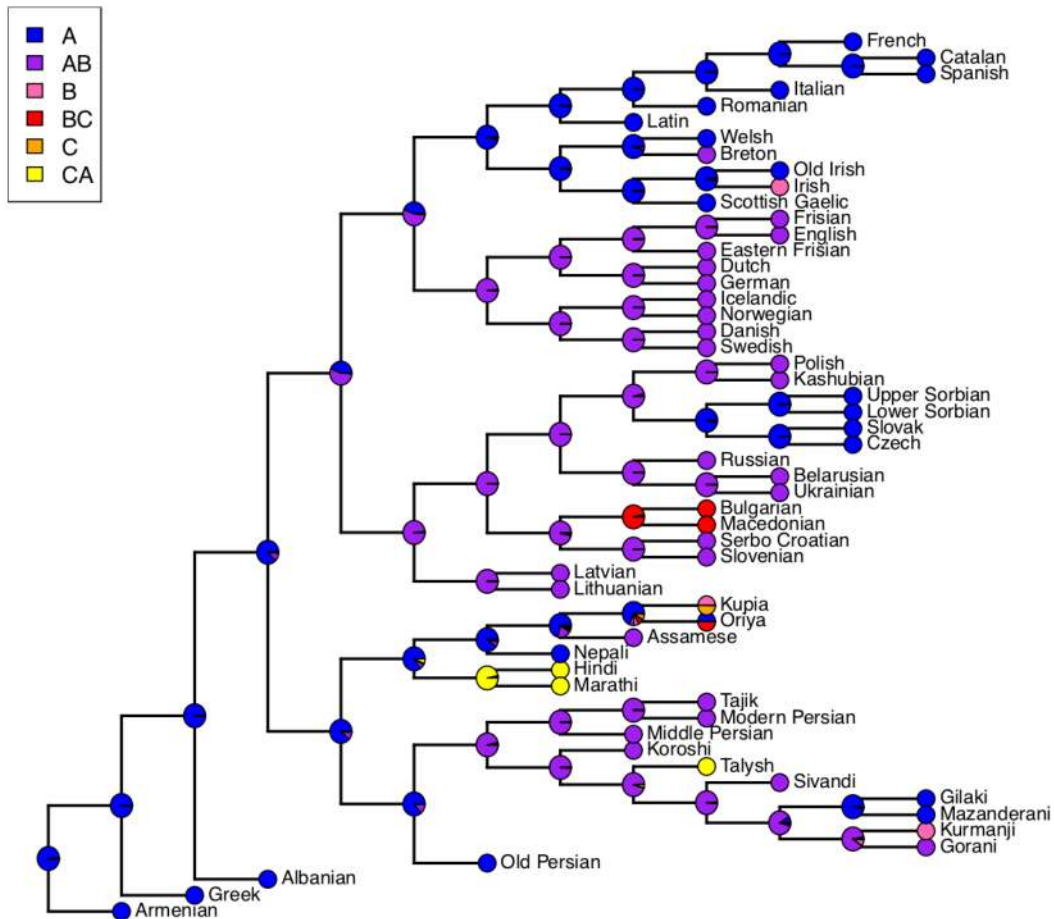 A
AB
B
BC
C
CA
French
Catalan
Spanish
Italian
Romanian
Latin
Welsh
Breton
Old Irish
Irish
Scottish Gaelic
Frisian
English
Eastern Frisian
Dutch
German
Icelandic
Norwegian
Danish
Swedish
Polish
Kashubian
Upper Sorbian
Lower Sorbian
Slovak
Czech
Russian
Belarusian
Ukrainian
Bulgarian
Macedonian
Serbo Croatian
Slovenian
Latvian
Lithuanian
Kupia
Oriya
Assamese
Nepali
Hindi
Marathi
Tajik
Modern Persian
Middle Persian
Koroshi
Talysh
Sivandi
Gilaki
Mazanderani
Kurmanji
Gorani
Old Persian
Albanian
Greek
Armenian